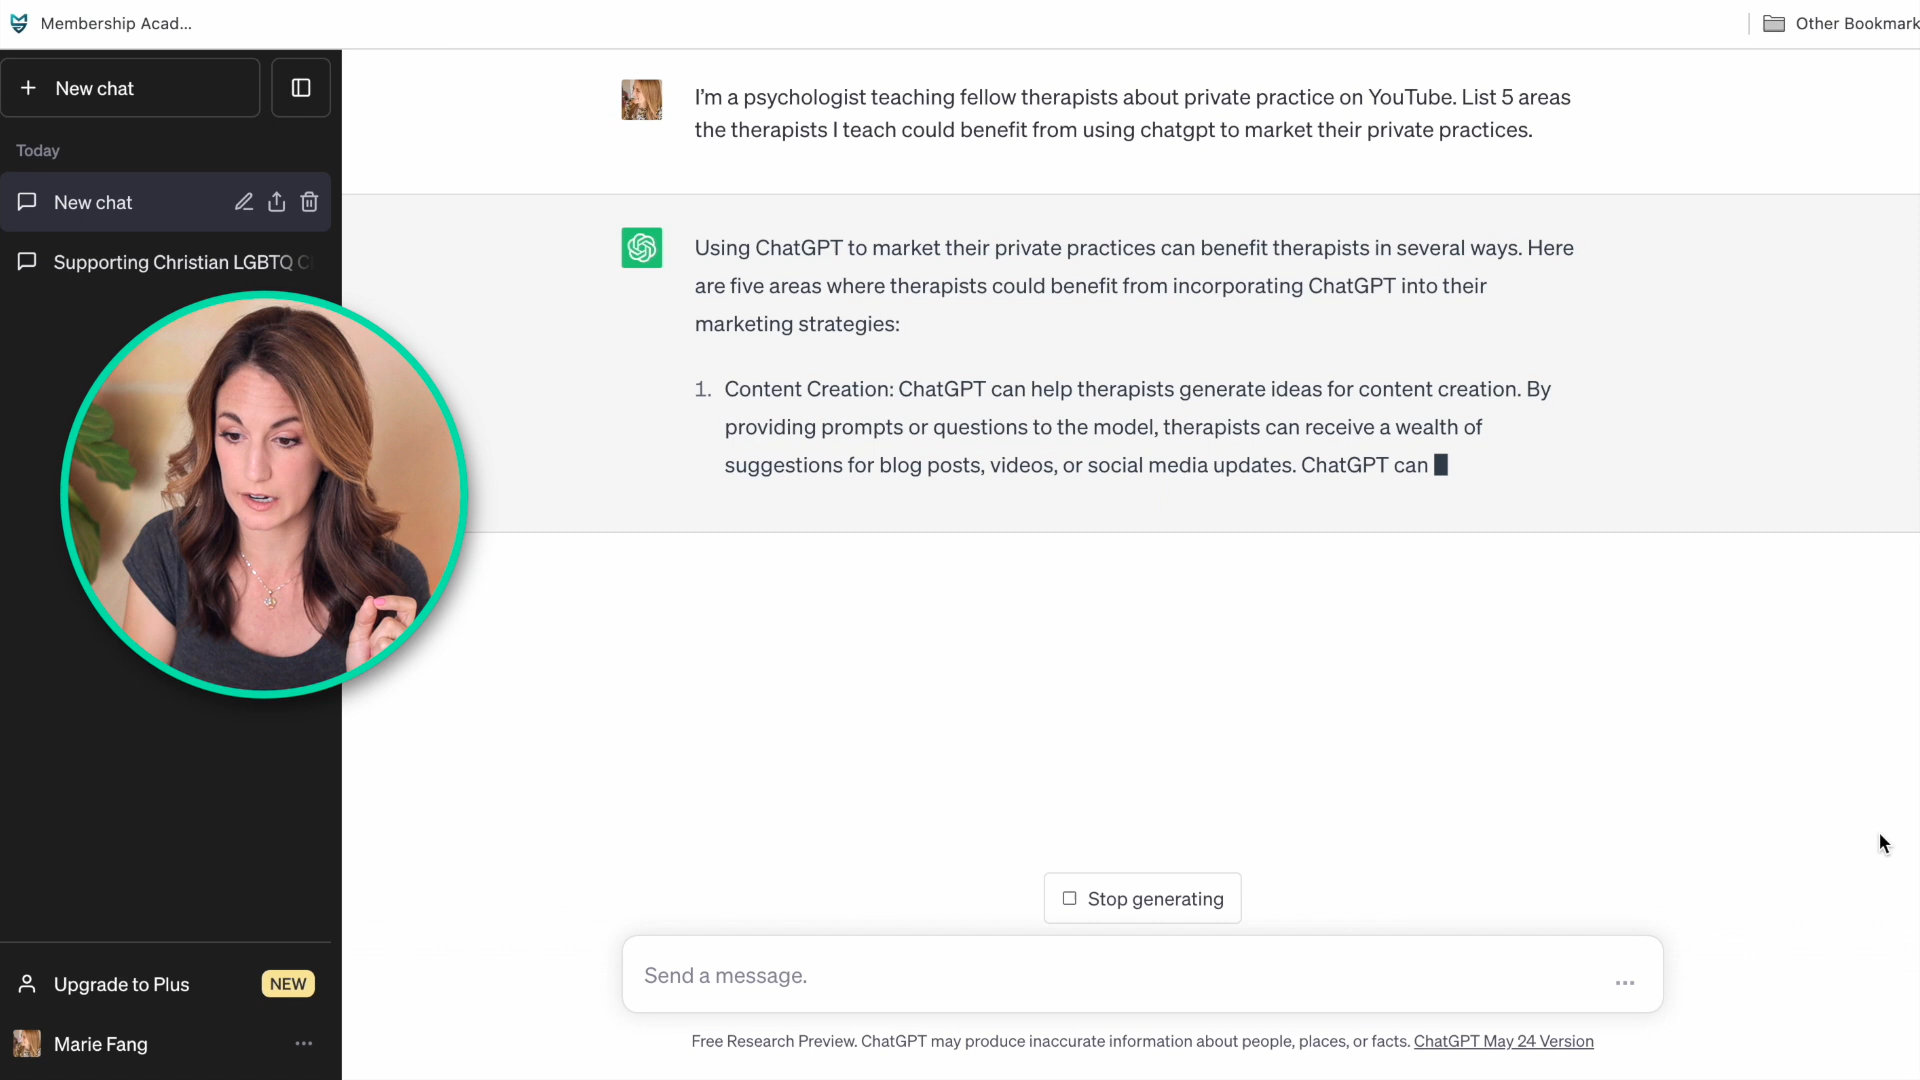 Membership Acad...
Other Bookmark
New chat
Today
New chat
Supporting Christian LGBTQ C
I'm a psychologist teaching fellow therapists about private practice on YouTube. List 5 areas
the therapists I teach could benefit from using chatgpt to market their private practices.
Using ChatGPT to market their private practices can benefit therapists in several ways. Here
are five areas where therapists could benefit from incorporating ChatGPT into their
marketing strategies:
1. Content Creation: ChatGPT can help therapists generate ideas for content creation. By
providing prompts or questions to the model, therapists can receive a wealth of
suggestions for blog posts, videos, or social media updates. ChatGPT can
Stop generating
Send a message.
Free Research Preview. ChatGPT may produce inaccurate information about people, places, or facts. ChatGPT May 24 Version
Upgrade to Plus NEW
Marie Fang